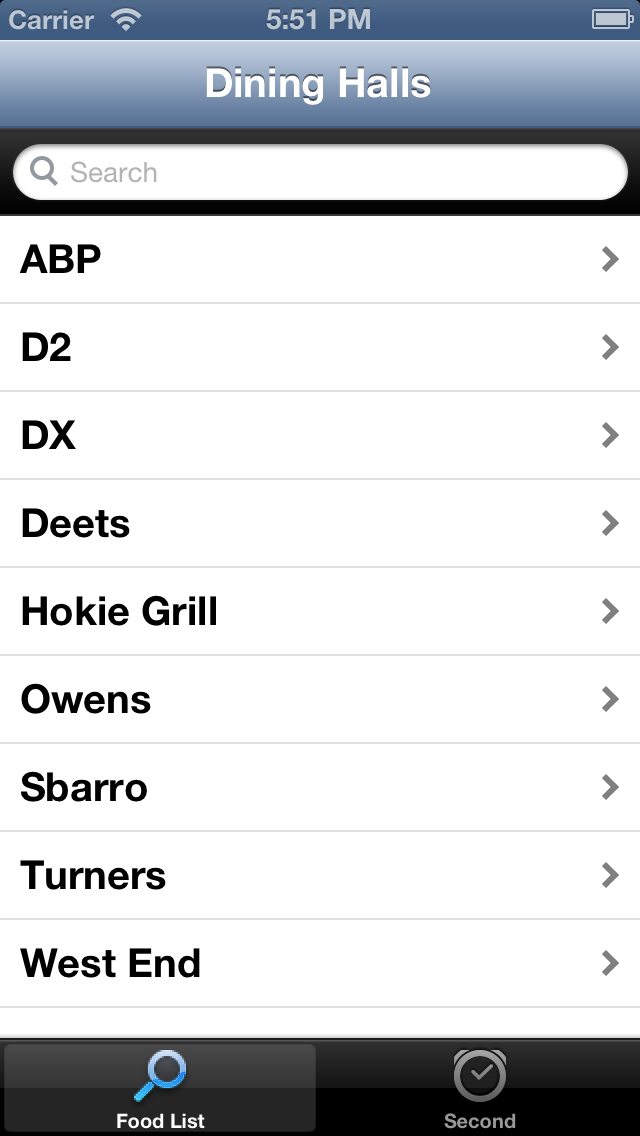 Carrier 5:51 PM
Dining Halls
Search
ABP
D2
DX
Deets
Hokie Grill
Owens
Sbarro
Turners
West End
Food List Second